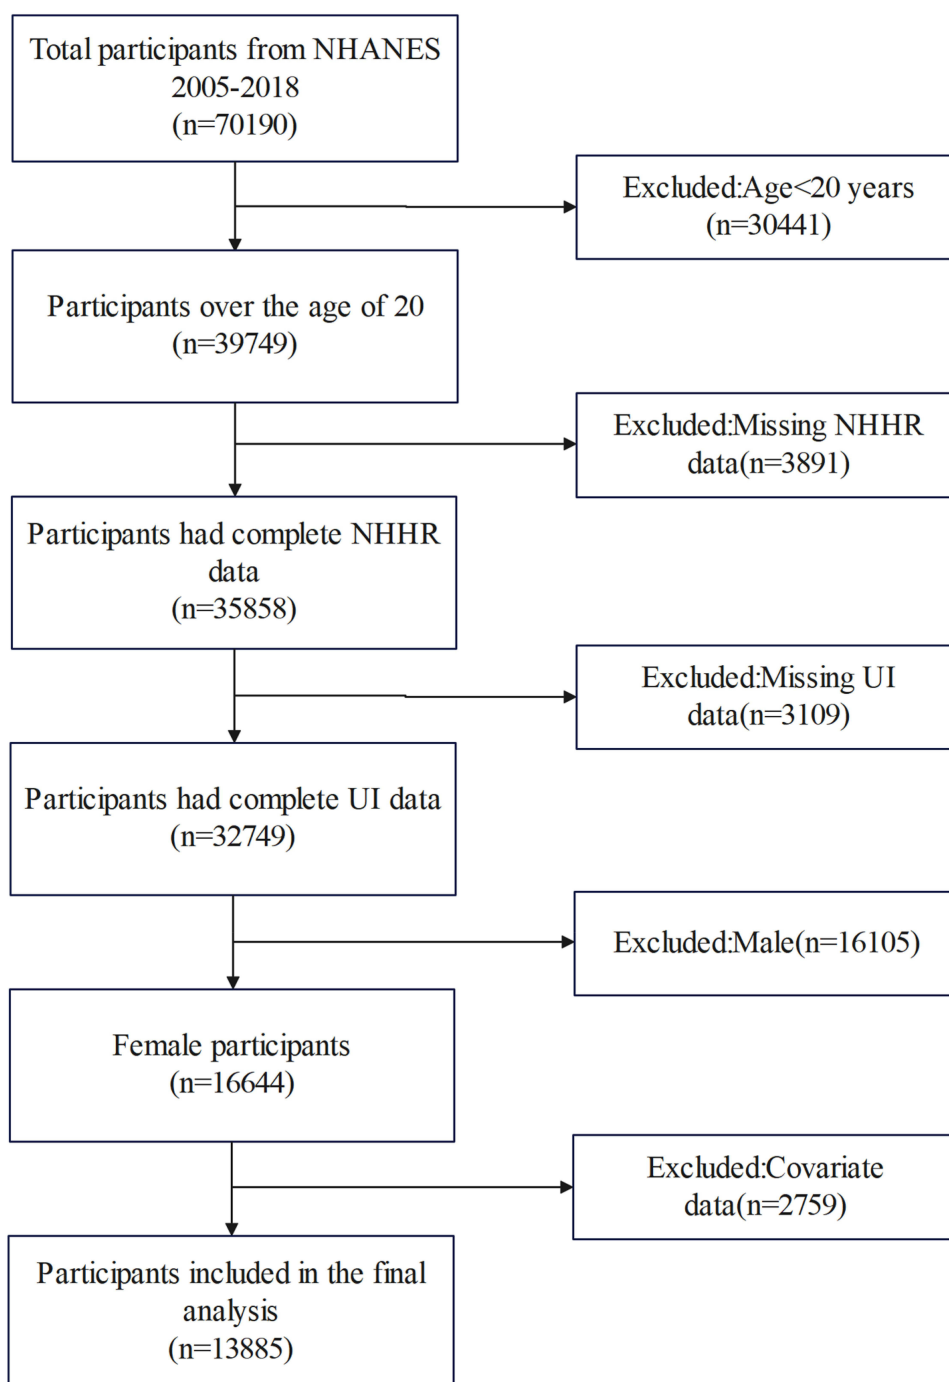 Total participants from NHANES
2005-2018
(n=70190)
Excluded:Age<20 years
(n=30441)
Participants over the age of 20
(n=39749)
Excluded:Missing NHHR
data(n=3891)
Participants had complete NHHR
data
(n=35858)
Excluded:Missing UI
data(n=3109)
Participants had complete UI data
(n=32749)
Excluded:Male(n=16105)
Female participants
(n=16644)
Excluded:Covariate
data(n=2759)
Participants included in the final
analysis
(n=13885)